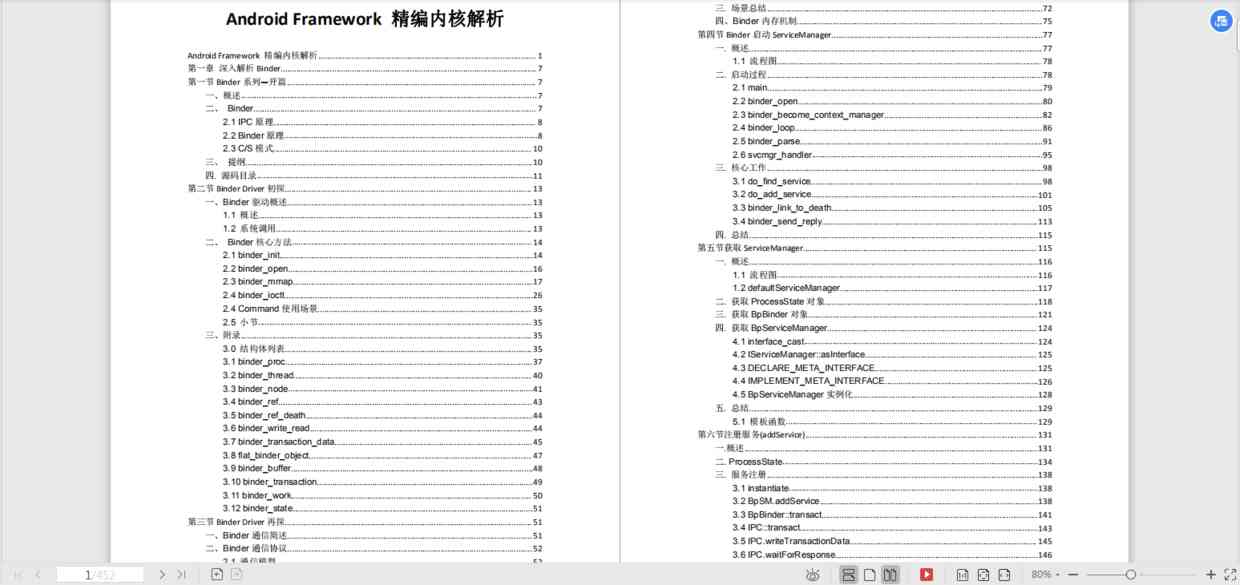 Android Framework 精编内核解析
Android Framework 精编内核解析 1
第一章 深入解析 Binder 7
第一节 Binder 系列—开篇 7
一、概述 7
二、 Binder 7
2.1 IPC 原理 8
2.2 Binder 原理 8
2.3 C/S 模式 10
三、 提纲 10
四. 源码目录 11
第二节 Binder Driver 初探 13
一、Binder 驱动概述 13
1.1 概述 13
1.2 系统调用 13
二、 Binder 核心方法 14
2.1 binder_init 14
2.2 binder_open 16
2.3 binder_mmap 17
2.4 binder_ioctl 26
2.4 Command 使用场景 35
2.5 小节 35
三、附录 35
3.0 结构体列表 35
3.1 binder_proc 37
3.2 binder_thread 40
3.3 binder_node 41
3.4 binder_ref 43
3.5 binder_ref_death 44
3.6 binder_write_read 44
3.7 binder_transaction_data 45
3.8 flat_binder_object 47
3.9 binder_buffer 48
3.10 binder_transaction 49
3.11 binder_work 50
3.12 binder_state 51
第三节 Binder Driver 再探 51
一、Binder 通信简述 51
二、Binder 通信协议 52
2.1 通信模型 52
三. 场景总结 72
四、Binder 内存机制 75
第四节 Binder 启动 ServiceManager 77
一. 概述 77
1.1 流程图 78
二. 启动过程 78
2.1 main 79
2.2 binder_open 80
2.3 binder_become_context_manager 82
2.4 binder_loop 86
2.5 binder_parse 91
2.6 svcmgr_handler 95
三. 核心工作 98
3.1 do_find_service 98
3.2 do_add_service 101
3.3 binder_link_to_death 105
3.4 binder_send_reply 113
四. 总结 115
第五节获取 ServiceManager 115
一. 概述 116
1.1 流程图 116
1.2 defaultServiceManager 117
二. 获取 ProcessState 对象 118
三. 获取 BpBinder 对象 121
四. 获取 BpServiceManager 124
4.1 interface_cast 124
4.2 IServiceManager::asInterface 125
4.3 DECLARE_META_INTERFACE 125
4.4 IMPLEMENT_META_INTERFACE 126
4.5 BpServiceManager 实例化 128
五. 总结 129
5.1 模板函数 129
第六节注册服务(addService) 131
一.概述 131
二. ProcessState 134
三. 服务注册 138
3.1 instantiate 138
3.2 BpSM.addService 138
3.3 BpBinder::transact 141
3.4 IPC::transact 143
3.5 IPC.writeTransactionData 145
3.6 IPC.waitForResponse 146
1/452
80%